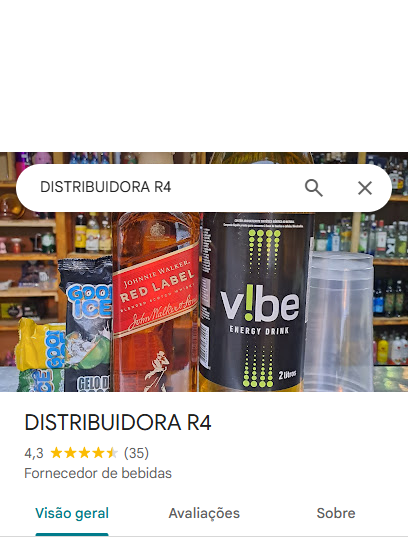 DISTRIBUIDORA R4
GOOD
ICE
GELO D
JOHNNIE WALKER.
RED LABEL
BLENDED SCOTCH WHISKY
John Walker & Sons
v!be
ENERGY DRINK
2 litros
DISTRIBUIDORA R4
4,3 (35)
Fornecedor de bebidas
Visão geral Avaliações Sobre